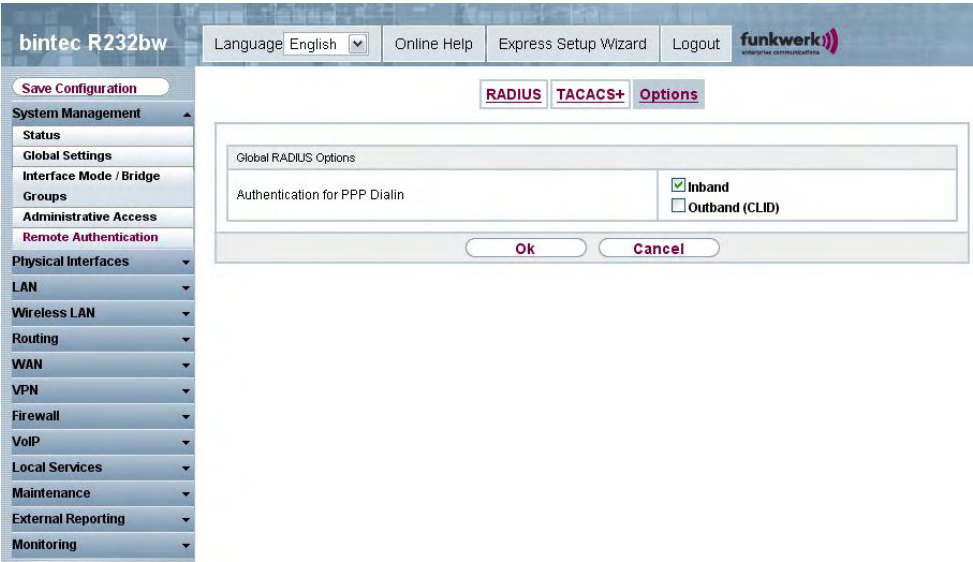 bintec R232bw
Language English Online Help Express Setup Wizard Logout funkwerk
enterprise communications
Save Configuration
RADIUS TACACS+ Options
System Management
Status
Global Settings
Interface Mode / Bridge
Groups
Administrative Access
Remote Authentication
Physical Interfaces
LAN
Wireless LAN
Routing
WAN
VPN
Firewall
VoIP
Local Services
Maintenance
External Reporting
Monitoring
Global RADIUS Options
Authentication for PPP Dialin
Inband
Outband (CLID)
Ok Cancel